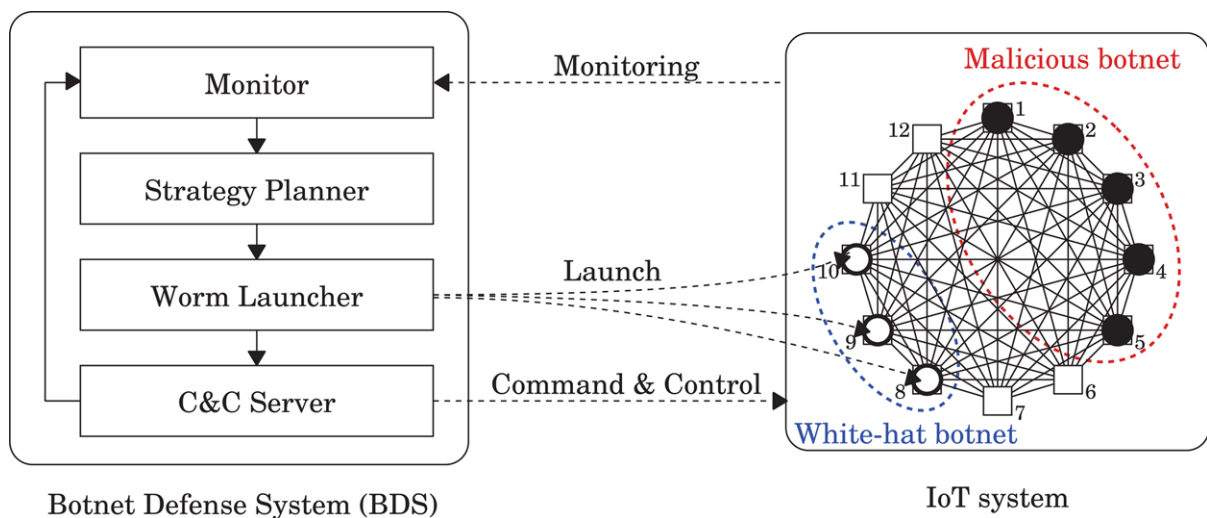 Monitor
Strategy Planner
Worm Launcher
C&C Server
Botnet Defense System (BDS)
Monitoring
Launch
Command & Control
Malicious botnet
1
2
3
4
5
6
7
8
9
10
11
12
White-hat botnet
IoT system